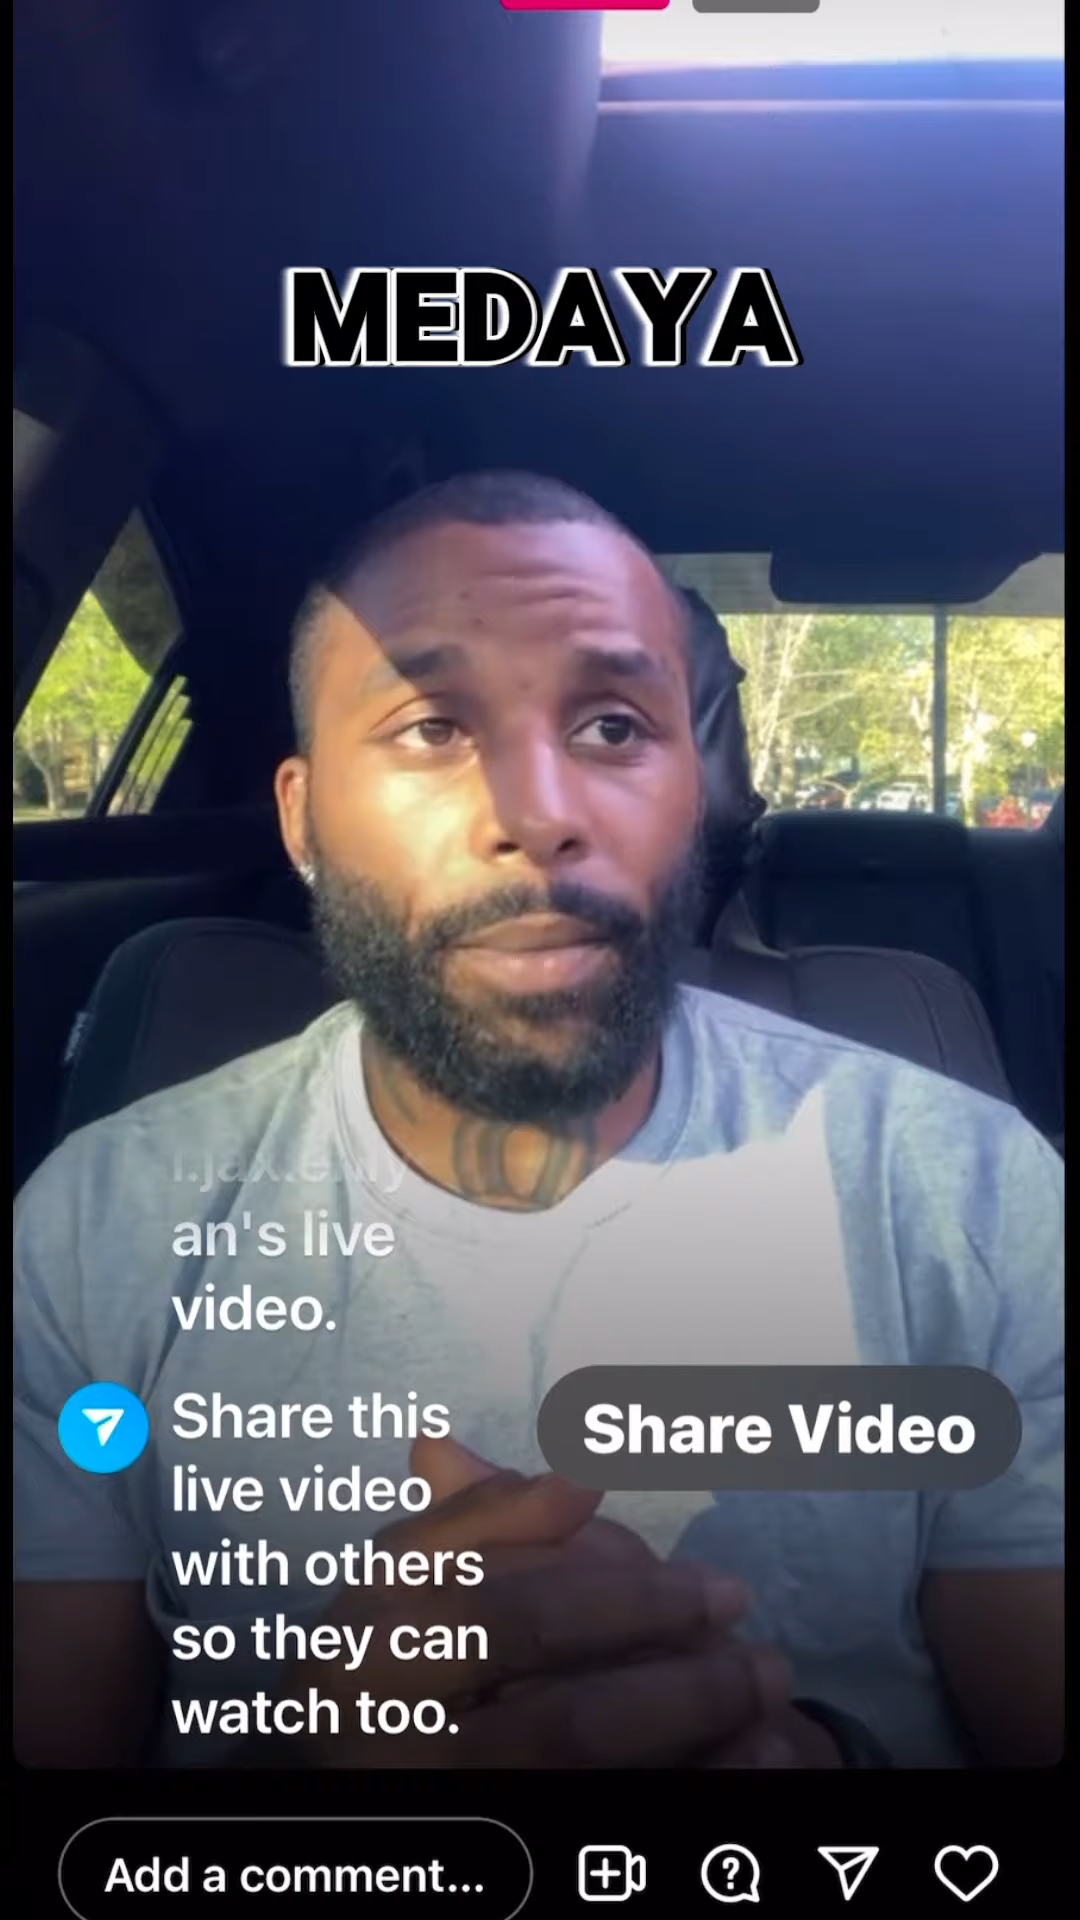 MEDAYA
an's live
video.
Share this
live video
with others
so they can
watch too.
Share Video
Add a comment...